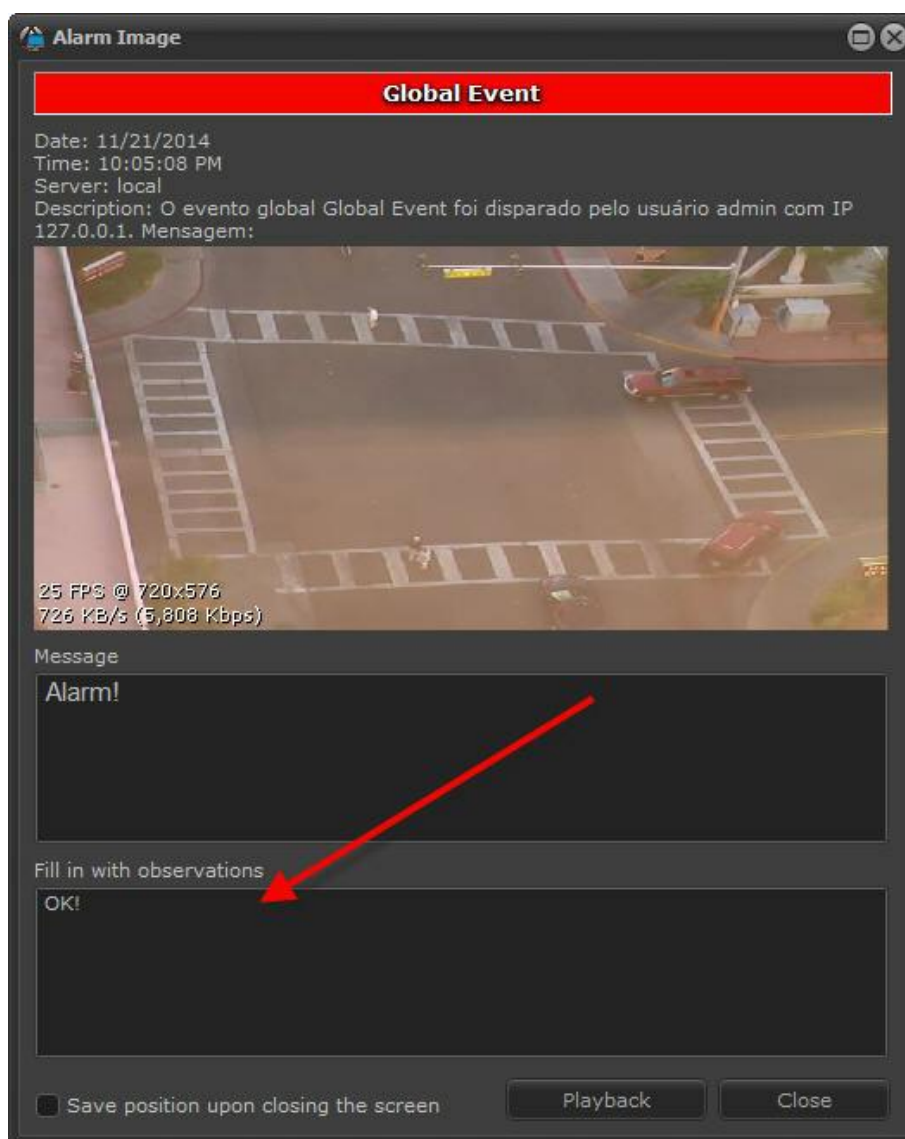 Alarm Image
Global Event
Date: 11/21/2014
Time: 10:05:08 PM
Server: local
Description: O evento global Global Event foi disparado pelo usuário admin com IP
127.0.0.1. Mensagem:
25 FPS @ 720x576
726 KB/s (5,808 Kbps)
Message
Alarm!
Fill in with observations
OK!
Save position upon closing the screen
Playback
Close